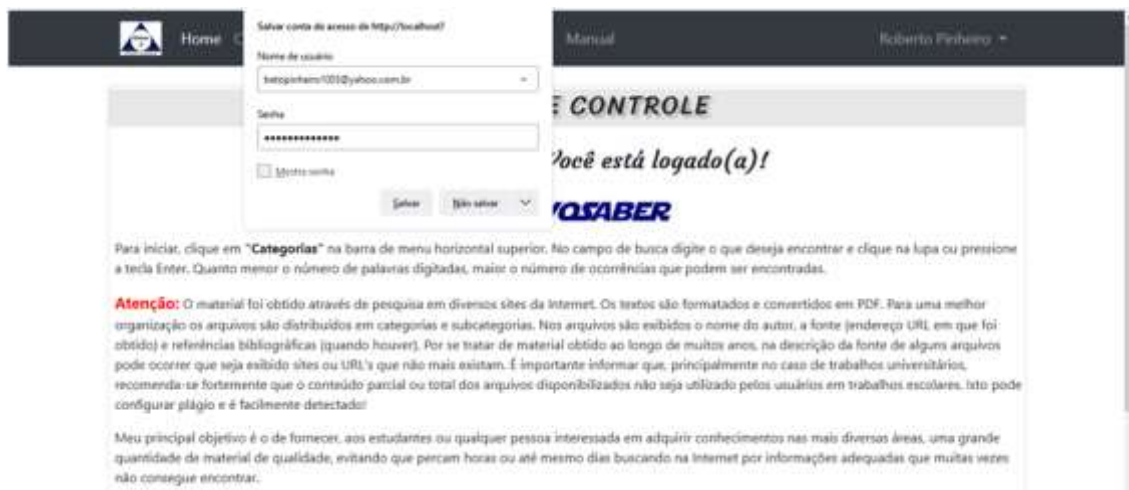 Home
Manual
Roberto Pinheiro
Salvar conta de acesso de http://localhost?
Nome de usuário
betopinheiro1005@yahoo.com.br
Senha
Mostrar senha
Salvar
Não salvar
E CONTROLE
Você está logado(a)!
VOSABER
Para iniciar, clique em "Categorias" na barra de menu horizontal superior. No campo de busca digite o que deseja encontrar e clique na lupa ou pressione
a tecla Enter. Quanto menor o número de palavras digitadas, maior o número de ocorrências que podem ser encontradas.
Atenção: O material foi obtido através de pesquisa em diversos sites da Internet. Os textos são formatados e convertidos em PDF. Para uma melhor
organização os arquivos são distribuídos em categorias e subcategorias. Nos arquivos são exibidos o nome do autor, a fonte (endereço URL em que foi
obtido) e referências bibliográficas (quando houver). Por se tratar de material obtido ao longo de muitos anos, na descrição da fonte de alguns arquivos
pode ocorrer que seja exibido sites ou URL's que não mais existam. É importante informar que, principalmente no caso de trabalhos universitários,
recomenda-se fortemente que o conteúdo parcial ou total dos arquivos disponibilizados não seja utilizado pelos usuários em trabalhos escolares. Isto pode
configurar plágio e é facilmente detectado!
Meu principal objetivo é o de fornecer, aos estudantes ou qualquer pessoa interessada em adquirir conhecimentos nas mais diversas áreas, uma grande
quantidade de material de qualidade, evitando que percam horas ou até mesmo dias buscando na Internet por informações adequadas que muitas vezes
não consegue encontrar.